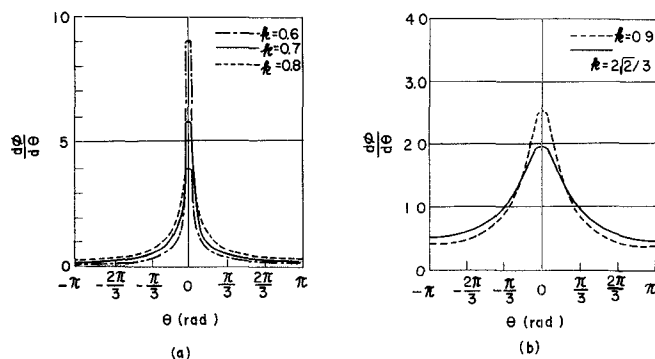 10
5
0
dφ
dθ
k=0.6
k=0.7
k=0.8
-π
-2π/3
-π/3
0
π/3
2π/3
π
θ (rad)
(a)
4 0
3 0
2 0
1 0
0
dφ
dθ
k=0 9
k=2√2/3
-π
-2π/3
-π/3
0
π/3
2π/3
π
θ (rad)
(b)